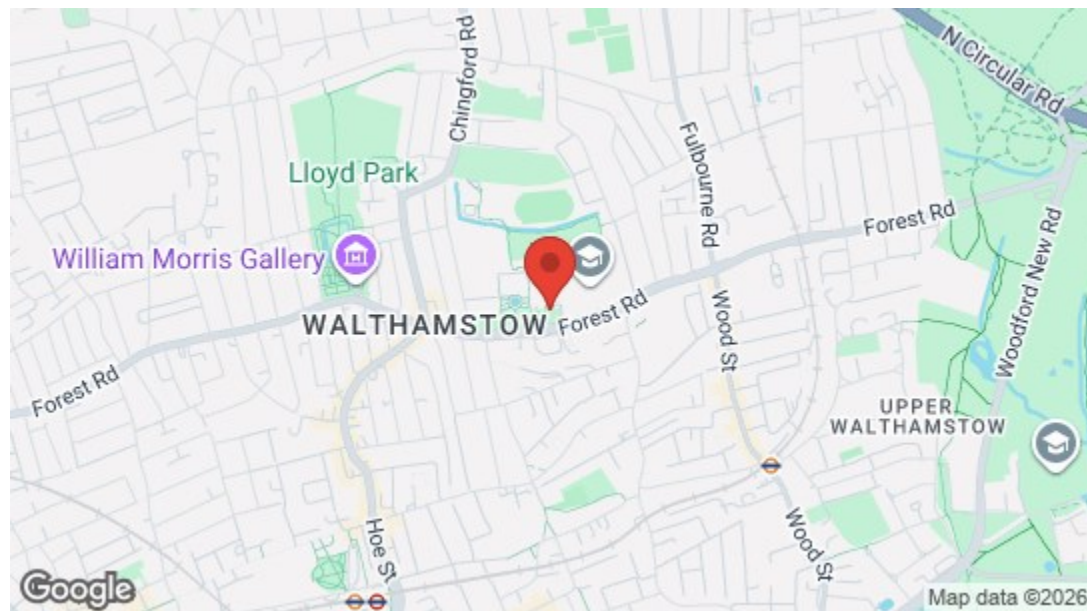 N Circular Rd
Chingford Rd
Fulbourne Rd
Lloyd Park
Forest Rd
William Morris Gallery
Woodford New Rd
WALTHAMSTOW
Forest Rd
Wood St
Forest Rd
UPPER
WALTHAMSTOW
Hoe St
Wood St
Google
Map data ©2026